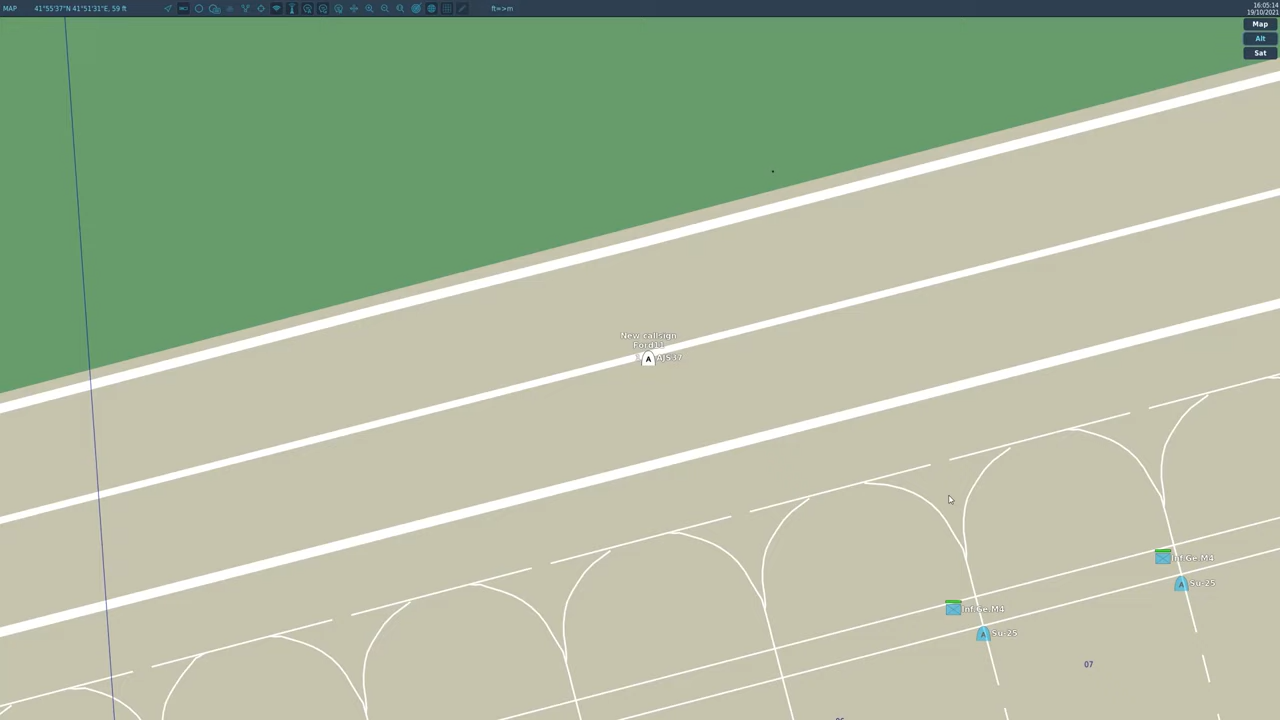 MAP 41°55'37"N 41°51'31"E, 59 ft ft=>m 16:05:14
19/10/2021
Map
Alt
Sat
New callsign
Ford11
A AJS37
Inf.Ge.M4
A Su-25
Inf.Ge.M4
A Su-25
07